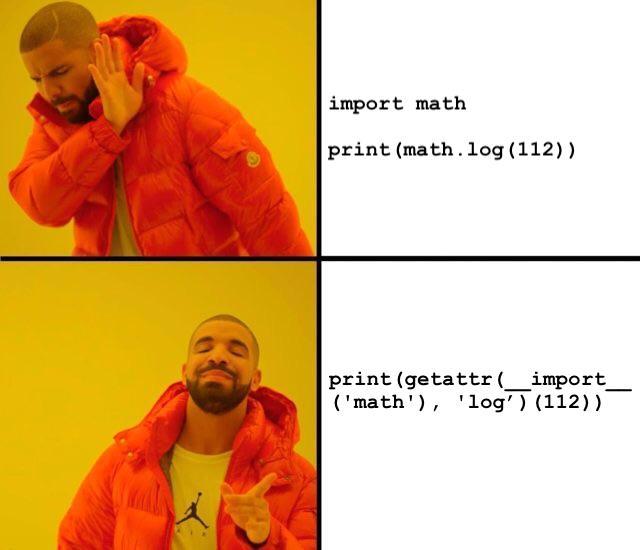 import math
print(math.log(112))
print(getattr(__import__
('math'), 'log’)(112))